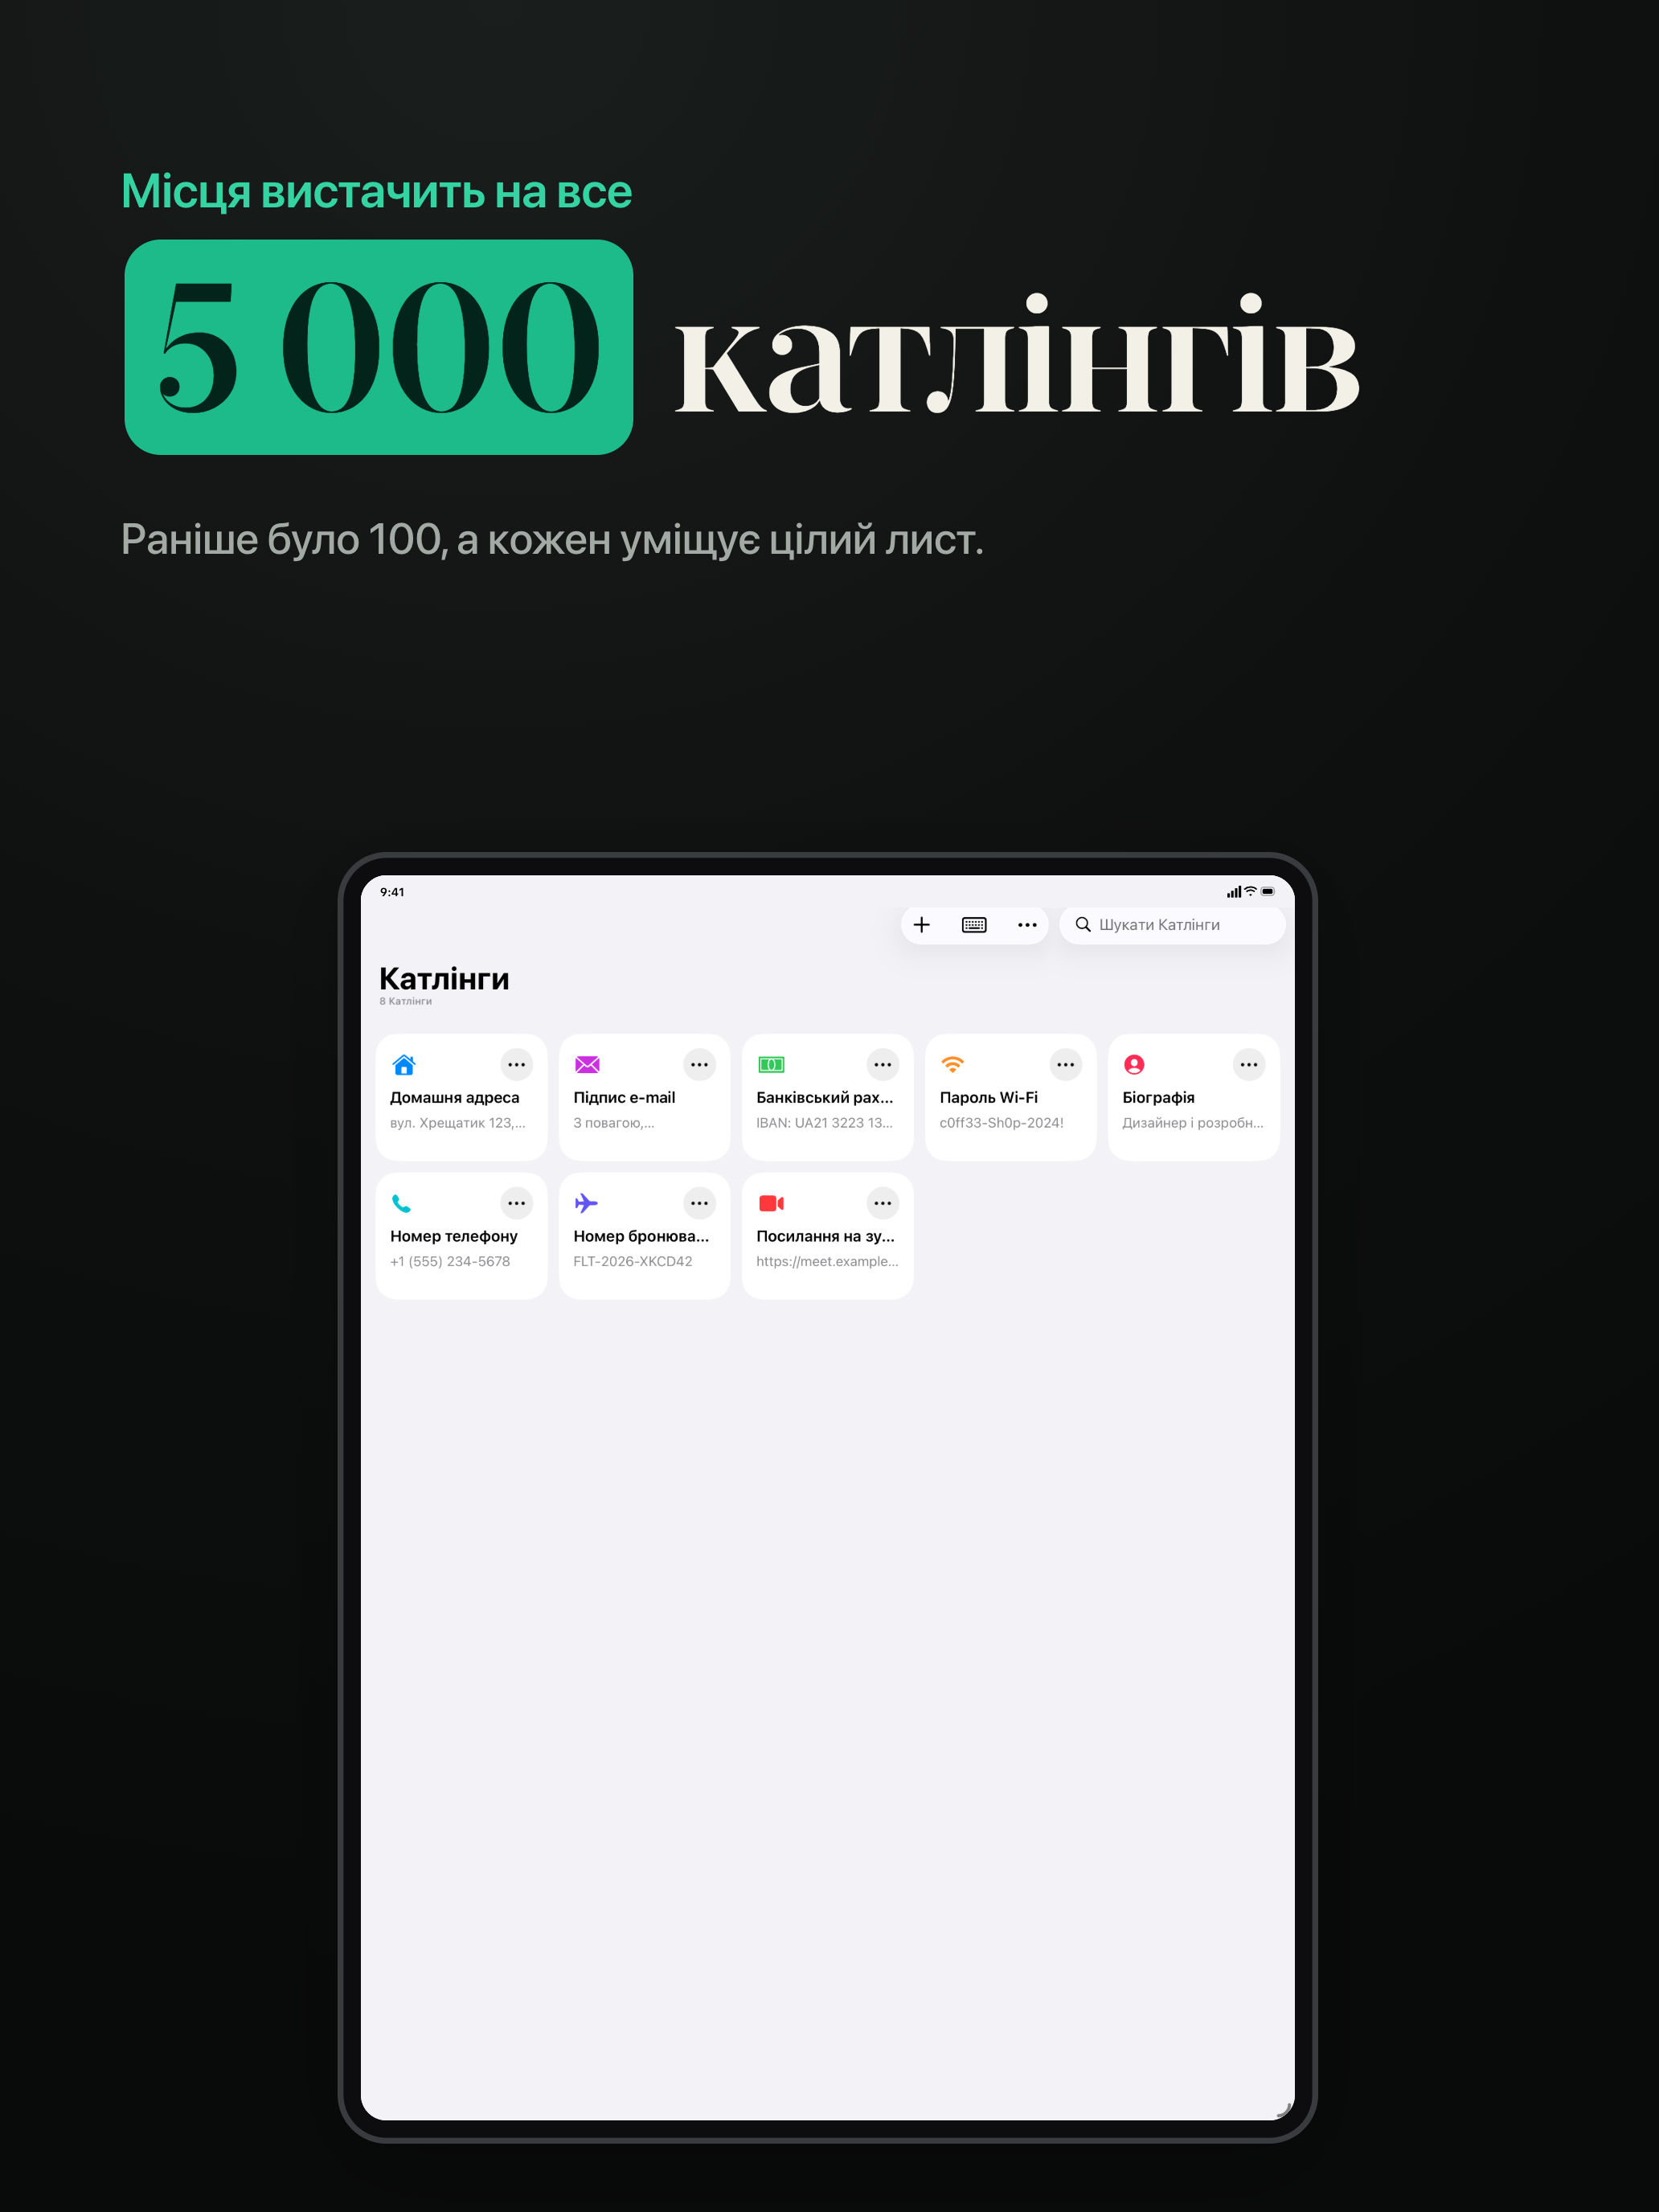 Місця вистачить на все
5 000 катлінгів
Раніше було 100, а кожен уміщує цілий лист.
9:41
Шукати Катлінги
Катлінги
8 Катлінги
Домашня адреса
вул. Хрещатик 123,...
Підпис e-mail
З повагою,...
Банківський рах...
IBAN: UA21 3223 13...
Пароль Wi-Fi
c0ff33-Sh0p-2024!
Біографія
Дизайнер і розробн...
Номер телефону
+1 (555) 234-5678
Номер бронюва...
FLT-2026-XKCD42
Посилання на зу...
https://meet.example...